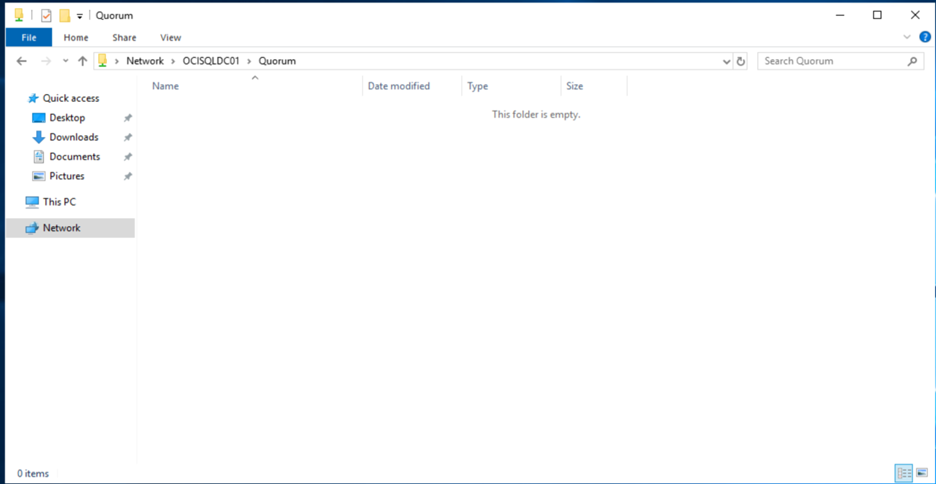 Quorum
File Home Share View
Network > OCISQLDC01 > Quorum
Search Quorum
Name Date modified Type Size
This folder is empty.
Quick access
Desktop
Downloads
Documents
Pictures
This PC
Network
0 items